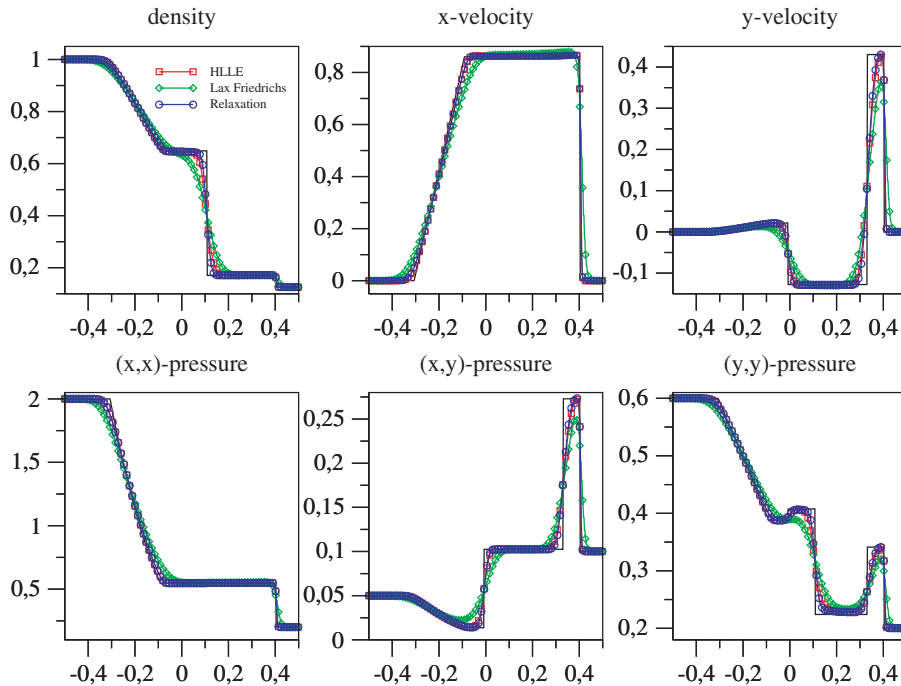 density
x-velocity
y-velocity
1
0,8
0,6
0,4
0,2
HLLE
Lax Friedrichs
Relaxation
-0,4 -0,2 0 0,2 0,4
0,8
0,6
0,4
0,2
0
-0,4 -0,2 0 0,2 0,4
0,4
0,3
0,2
0,1
0
-0,1
-0,4 -0,2 0 0,2 0,4
(x,x)-pressure
(x,y)-pressure
(y,y)-pressure
2
1,5
1
0,5
-0,4 -0,2 0 0,2 0,4
0,25
0,2
0,15
0,1
0,05
0
-0,4 -0,2 0 0,2 0,4
0,6
0,5
0,4
0,3
0,2
-0,4 -0,2 0 0,2 0,4